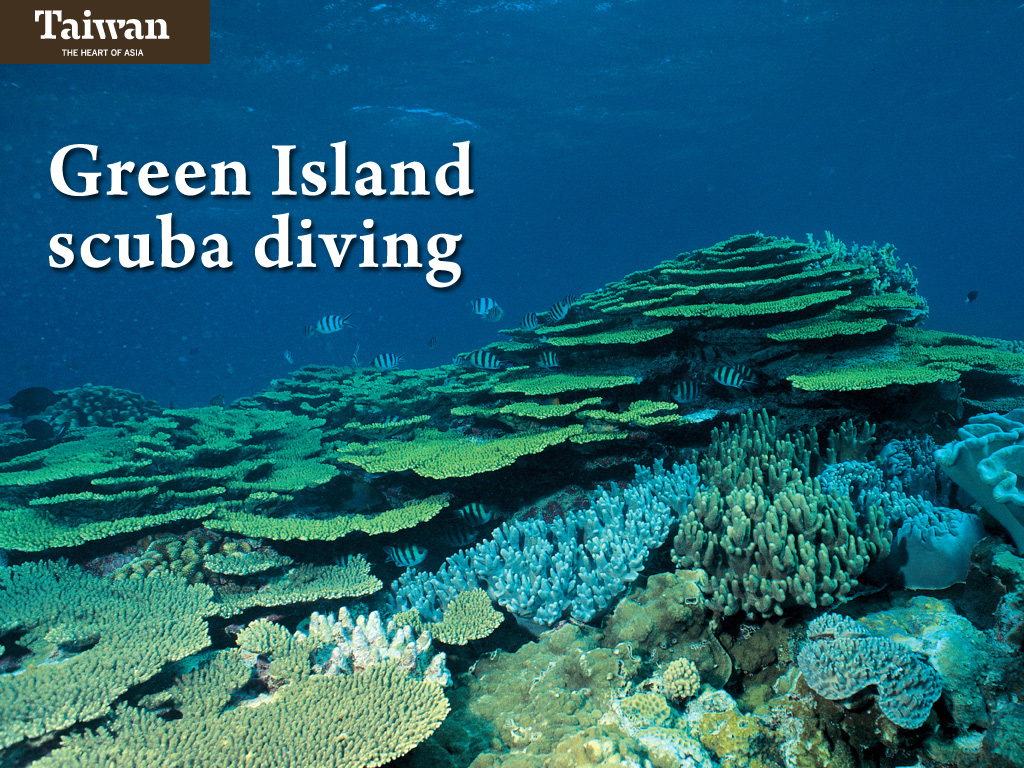 Taiwan
THE HEART OF ASIA
Green Island
scuba diving